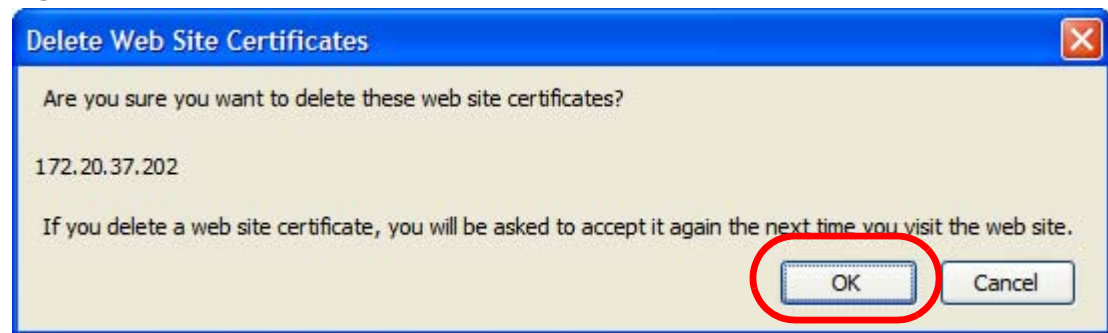 Delete Web Site Certificates
Are you sure you want to delete these web site certificates?
172.20.37.202
If you delete a web site certificate, you will be asked to accept it again the next time you visit the web site.
OK Cancel